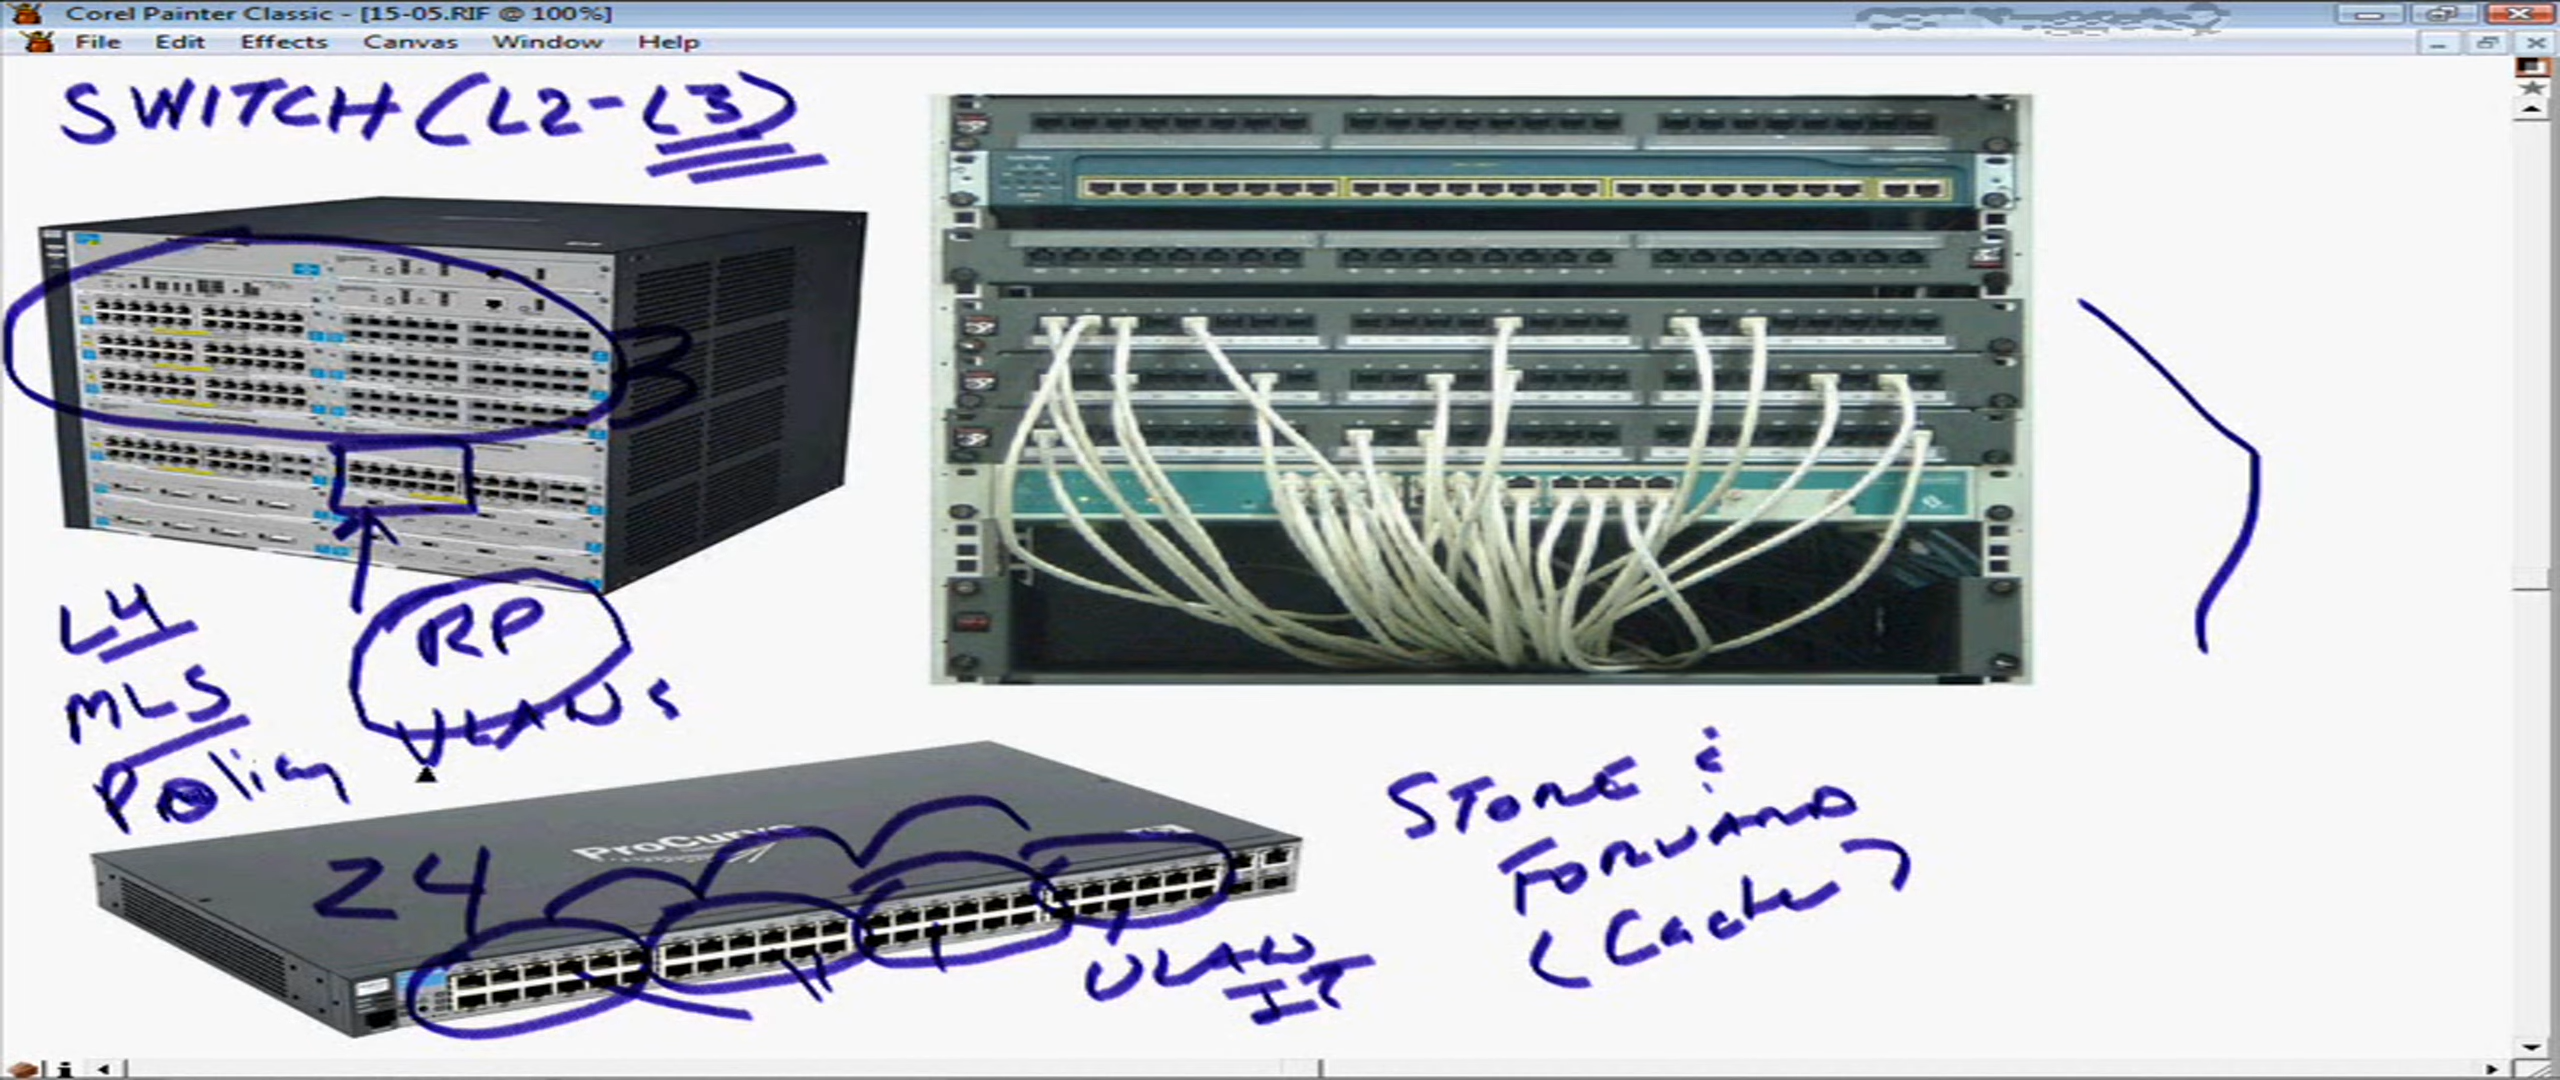 Corel Painter Classic - [15-05.RIF @ 100%]
File Edit Effects Canvas Window Help
SWITCH (L2-L3)
B
L4
MLS
Policy
RP
VLANs
ProCurve
24
VLAN
IT
STORE &
FORWARD
(Cache)